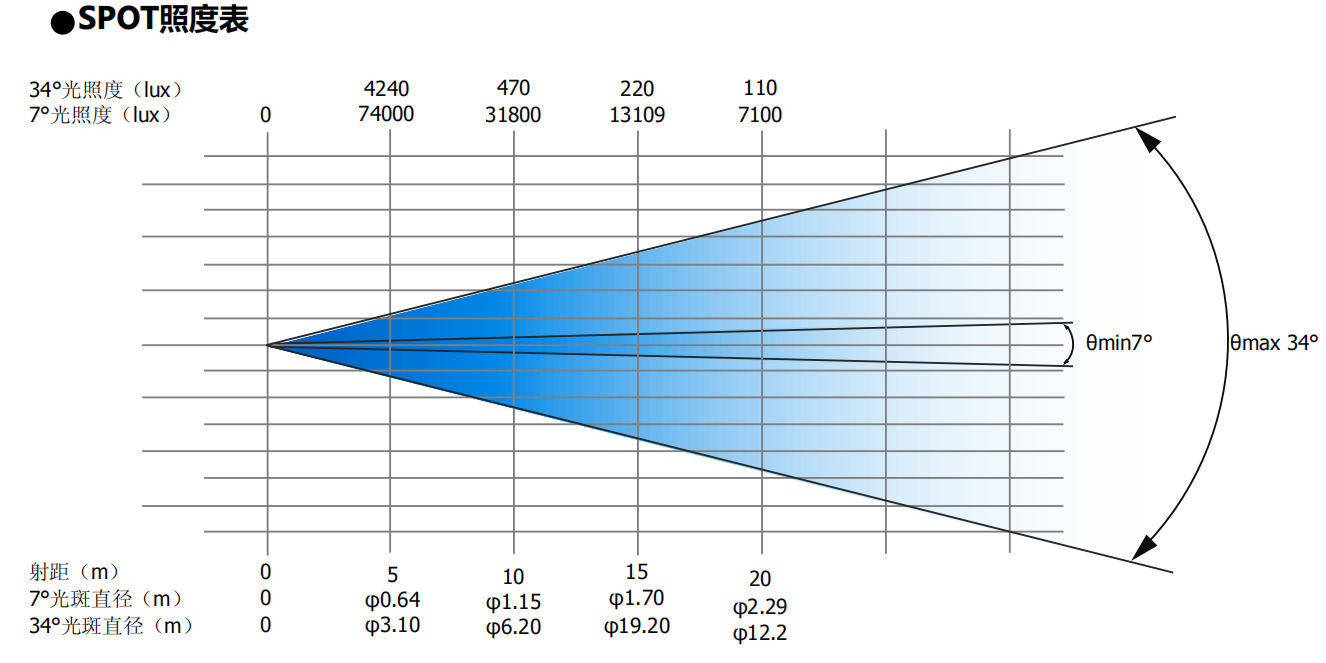 ●SPOT照度表
34°光照度（lux） 4240 470 220 110
7°光照度（lux） 0 74000 31800 13109 7100
θmin7° θmax 34°
射距（m） 0 5 10 15 20
7°光斑直径（m） 0 φ0.64 φ1.15 φ1.70 φ2.29
34°光斑直径（m） 0 φ3.10 φ6.20 φ19.20 φ12.2